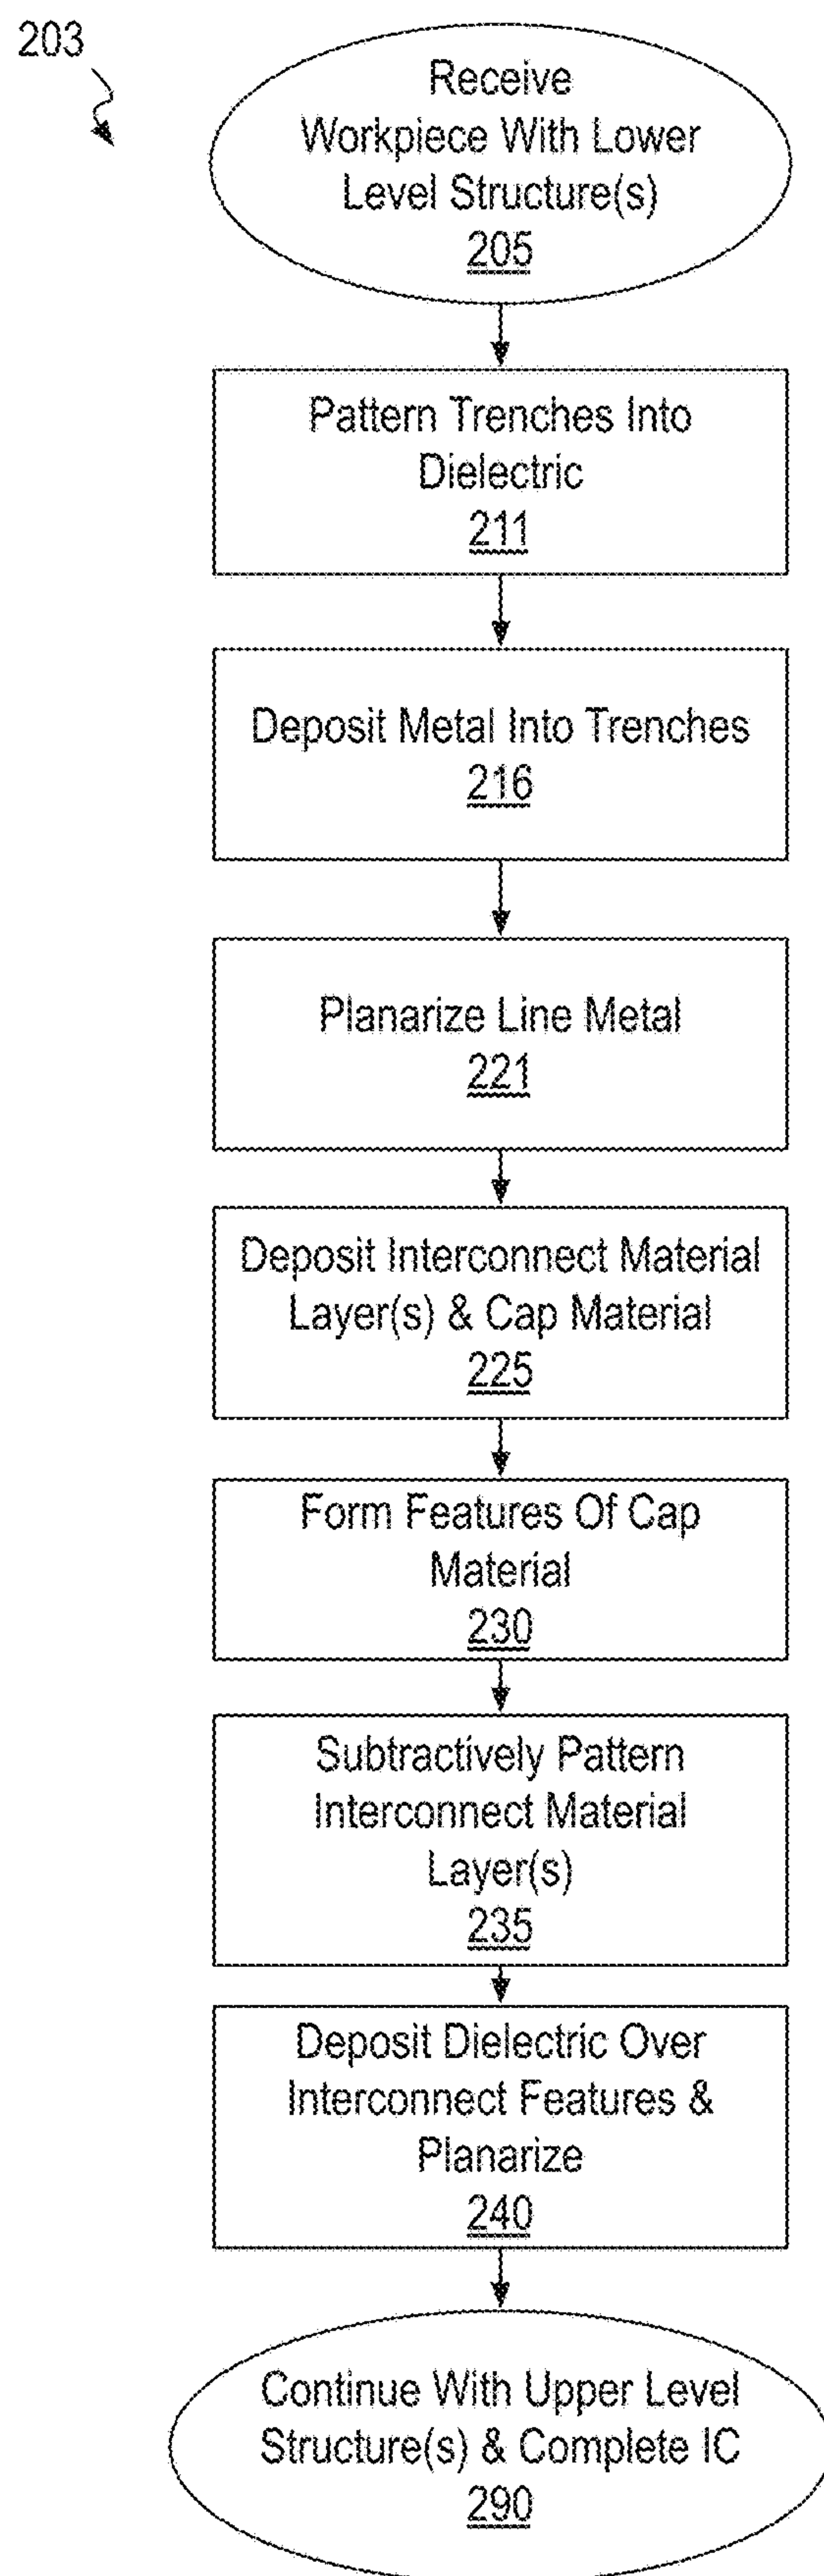 203
Receive
Workpiece With Lower
Level Structure(s)
205
Pattern Trenches Into
Dielectric
211
Deposit Metal Into Trenches
216
Planarize Line Metal
221
Deposit Interconnect Material
Layer(s) & Cap Material
225
Form Features Of Cap
Material
230
Subtractively Pattern
Interconnect Material
Layer(s)
235
Deposit Dielectric Over
Interconnect Features &
Planarize
240
Continue With Upper Level
Structure(s) & Complete IC
290